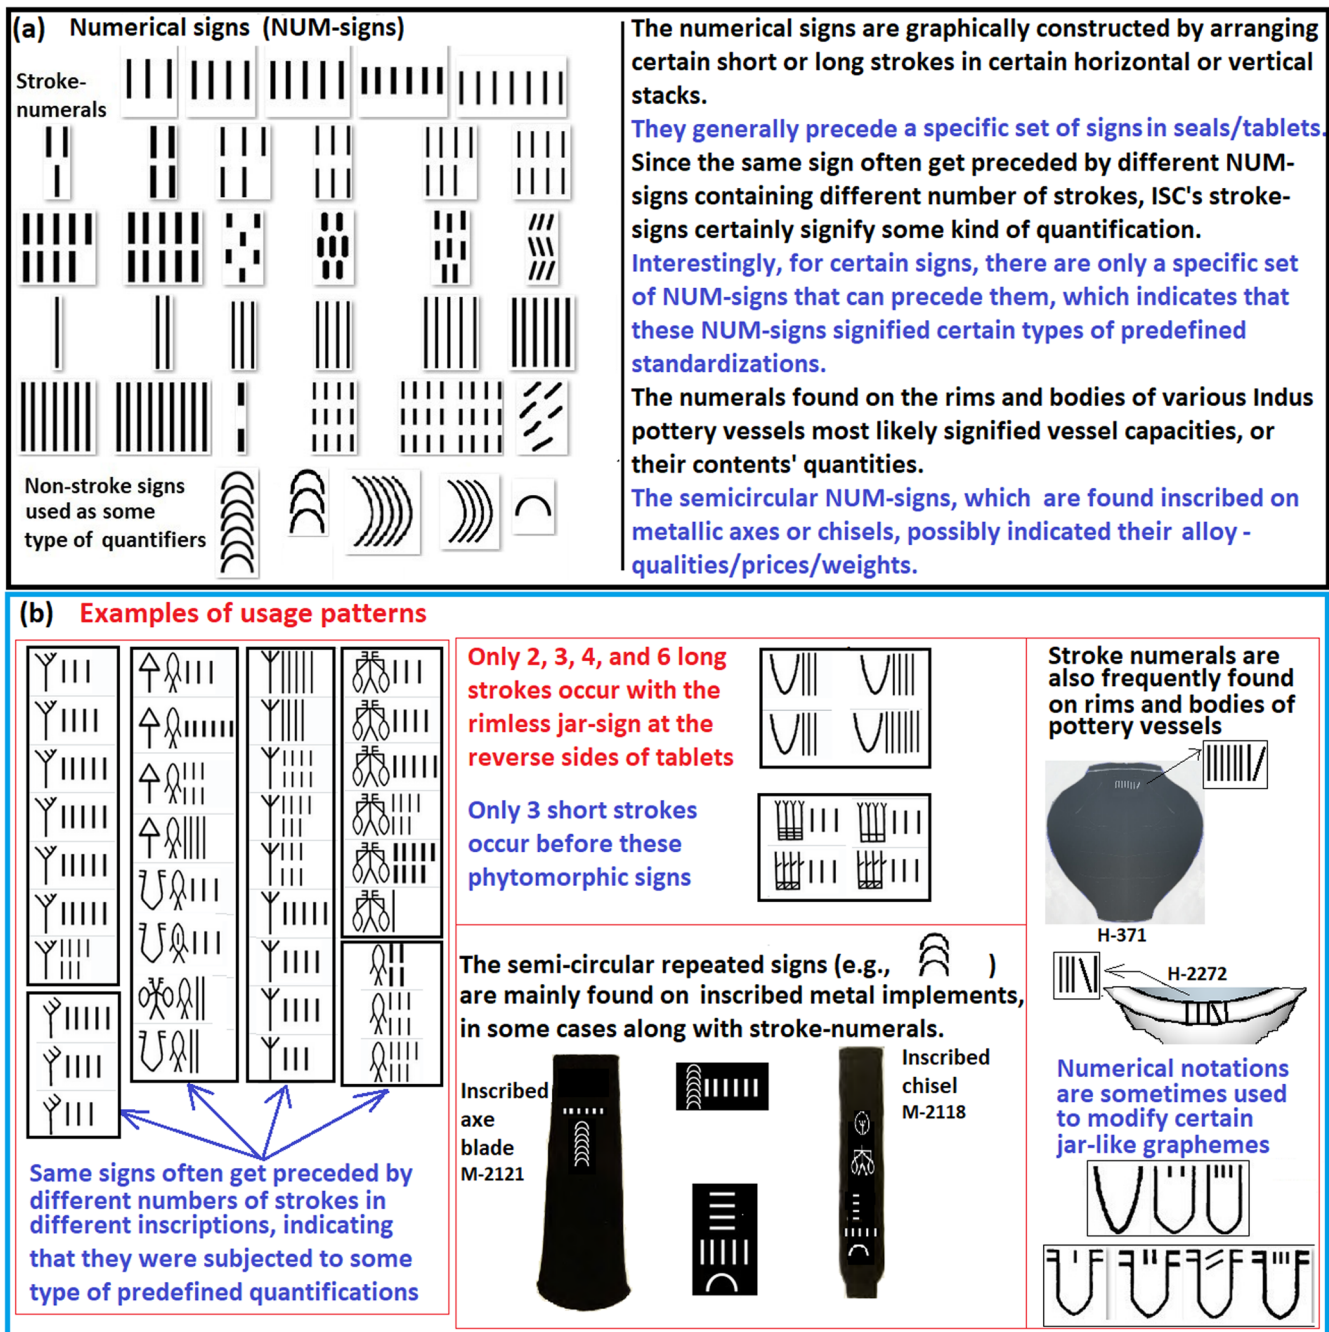 (a) Numerical signs (NUM-signs)
Stroke-
numerals
Non-stroke signs
used as some
type of quantifiers
The numerical signs are graphically constructed by arranging
certain short or long strokes in certain horizontal or vertical
stacks.
They generally precede a specific set of signs in seals/tablets.
Since the same sign often get preceded by different NUM-
signs containing different number of strokes, ISC's stroke-
signs certainly signify some kind of quantification.
Interestingly, for certain signs, there are only a specific set
of NUM-signs that can precede them, which indicates that
these NUM-signs signified certain types of predefined
standardizations.
The numerals found on the rims and bodies of various Indus
pottery vessels most likely signified vessel capacities, or
their contents' quantities.
The semicircular NUM-signs, which are found inscribed on
metallic axes or chisels, possibly indicated their alloy -
qualities/prices/weights.
(b) Examples of usage patterns
Same signs often get preceded by
different numbers of strokes in
different inscriptions, indicating
that they were subjected to some
type of predefined quantifications
Only 2, 3, 4, and 6 long
strokes occur with the
rimless jar-sign at the
reverse sides of tablets
Only 3 short strokes
occur before these
phytomorphic signs
The semi-circular repeated signs (e.g., )
are mainly found on inscribed metal implements,
in some cases along with stroke-numerals.
Inscribed
axe
blade
M-2121
Inscribed
chisel
M-2118
Stroke numerals are
also frequently found
on rims and bodies of
pottery vessels
H-371
H-2272
Numerical notations
are sometimes used
to modify certain
jar-like graphemes